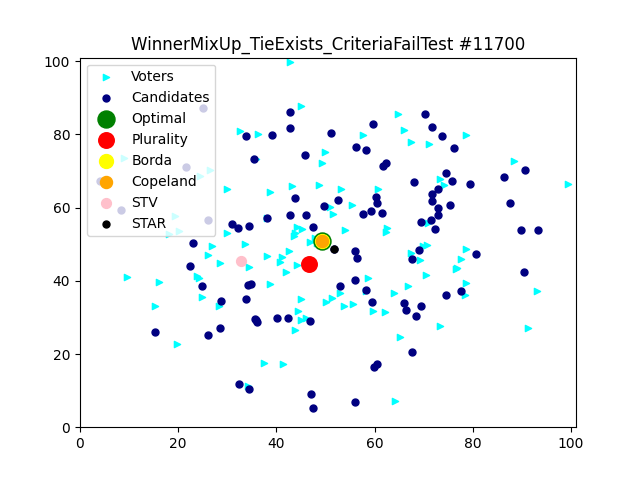 WinnerMixUp_TieExists_CriteriaFailTest #11700
100
80
60
40
20
0
Voters
Candidates
Optimal
Plurality
Borda
Copeland
STV
STAR
0 20 40 60 80 100